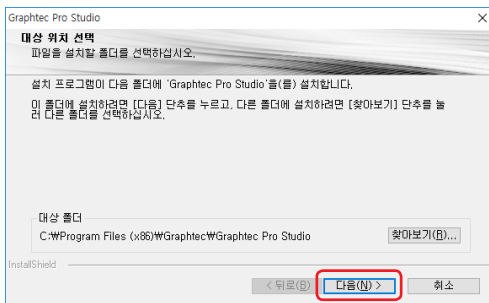 Graphtec Pro Studio
대상 위치 선택
파일을 설치할 폴더를 선택하십시오.
설치 프로그램이 다음 폴더에 'Graphtec Pro Studio'을(를) 설치합니다.
이 폴더에 설치하려면 [다음] 단추를 누르고, 다른 폴더에 설치하려면 [찾아보기] 단추를 눌
러 다른 폴더를 선택하십시오.
대상 폴더
C:₩Program Files (x86)₩Graphtec₩Graphtec Pro Studio
찾아보기(R)...
InstallShield
< 뒤로(B)
다음(N) >
취소